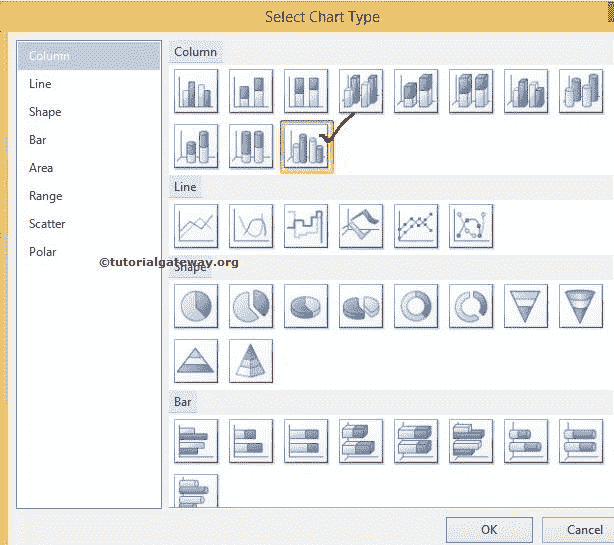 Select Chart Type
Column
Line
Shape
Bar
Area
Range
Scatter
Polar
Column
Line
©tutorialgateway.org
Shape
Bar
OK
Cancel